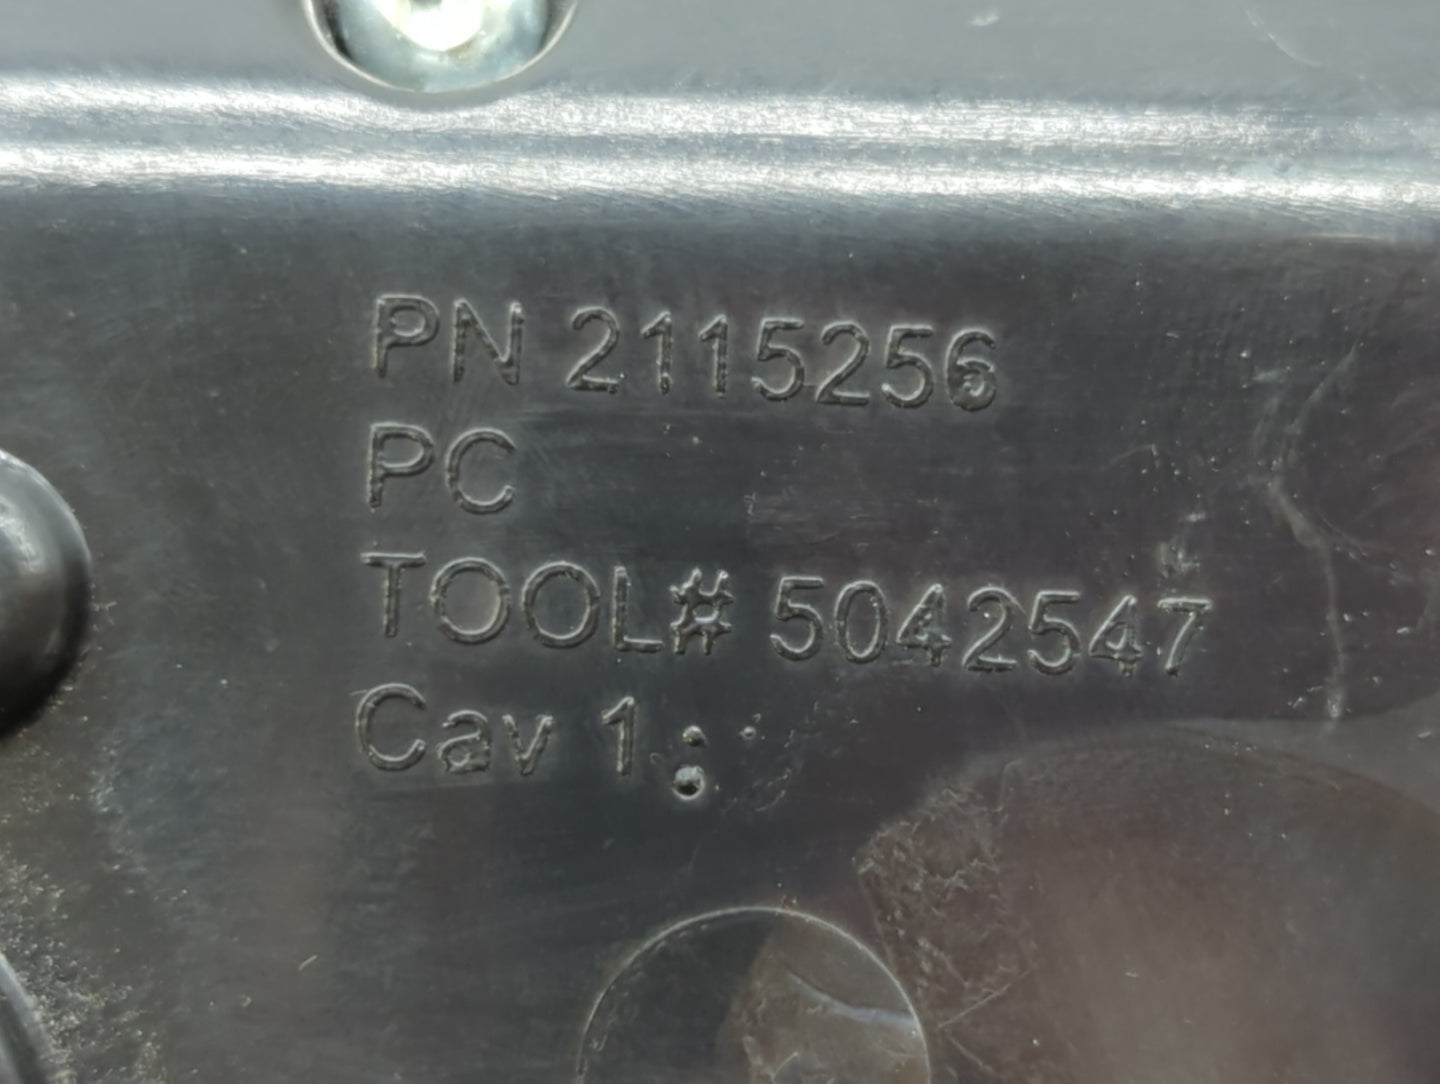 PN 2115256
PC
TOOL# 5042547
Cav 1